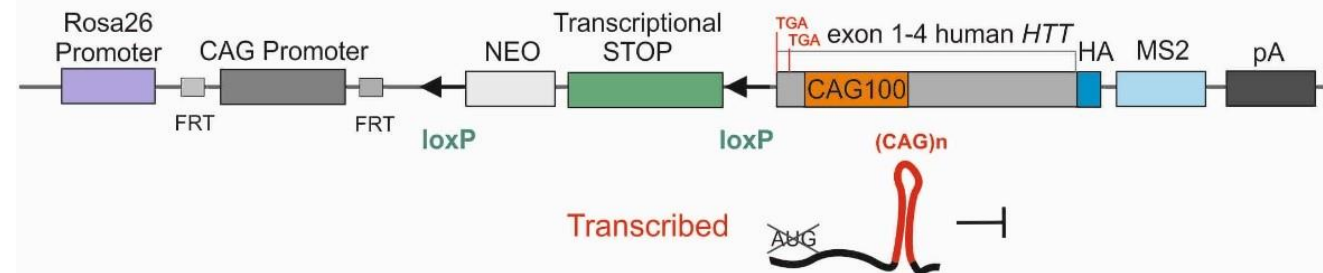 Rosa26
Promoter
CAG Promoter
NEO
Transcriptional
STOP
TGA
TGA
exon 1-4 human HTT
HA
MS2
pA
CAG100
FRT
FRT
loxP
loxP
(CAG)n
Transcribed
AUG